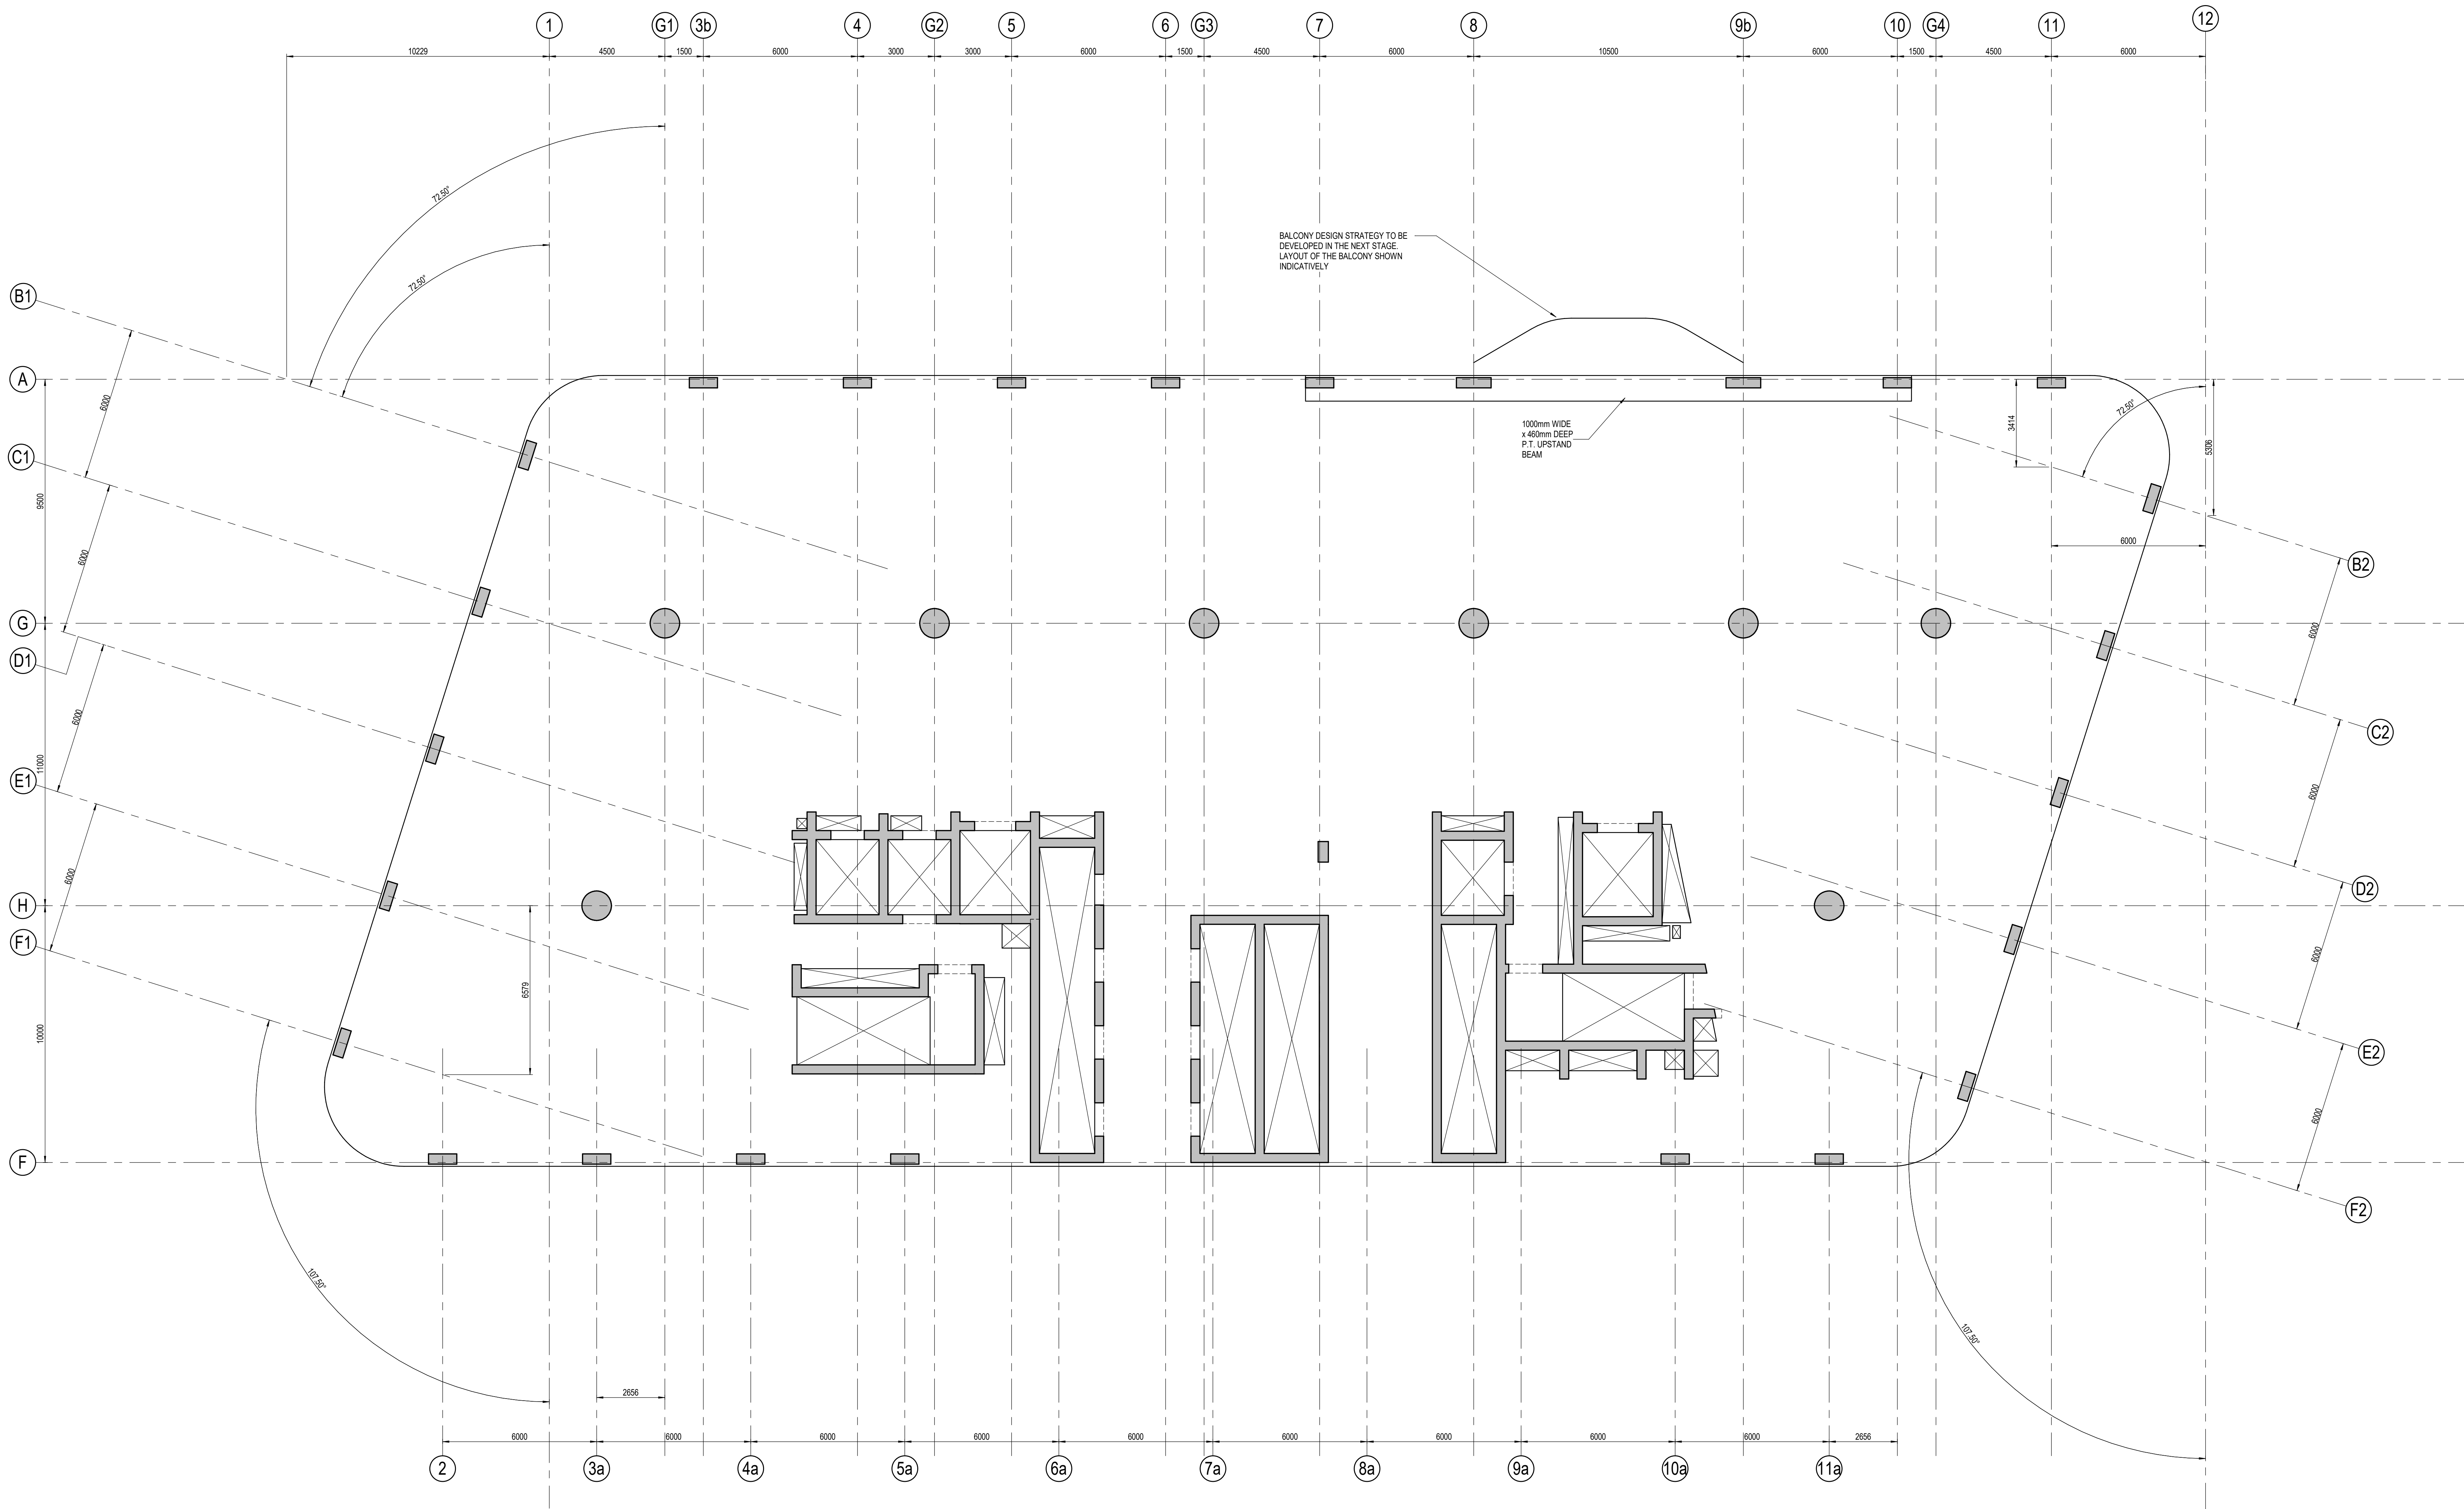 1
G1
3b
4
G2
5
6
G3
7
8
9b
10
G4
11
12
10229
4500
1500
6000
3000
3000
6000
1500
4500
6000
10500
6000
1500
4500
6000
72.50°
72.50°
BALCONY DESIGN STRATEGY TO BE
DEVELOPED IN THE NEXT STAGE.
LAYOUT OF THE BALCONY SHOWN
INDICATIVELY
B1
A
6000
72.50°
3414
5306
1000mm WIDE
x 460mm DEEP
P.T. UPSTAND
BEAM
C1
9500
6000
6000
B2
G
6000
D1
6000
C2
11000
E1
6000
6000
D2
H
F1
6579
6000
10000
E2
6000
F
F2
107.50°
107.50°
2656
6000
6000
6000
6000
6000
6000
6000
6000
6000
2656
2
3a
4a
5a
6a
7a
8a
9a
10a
11a